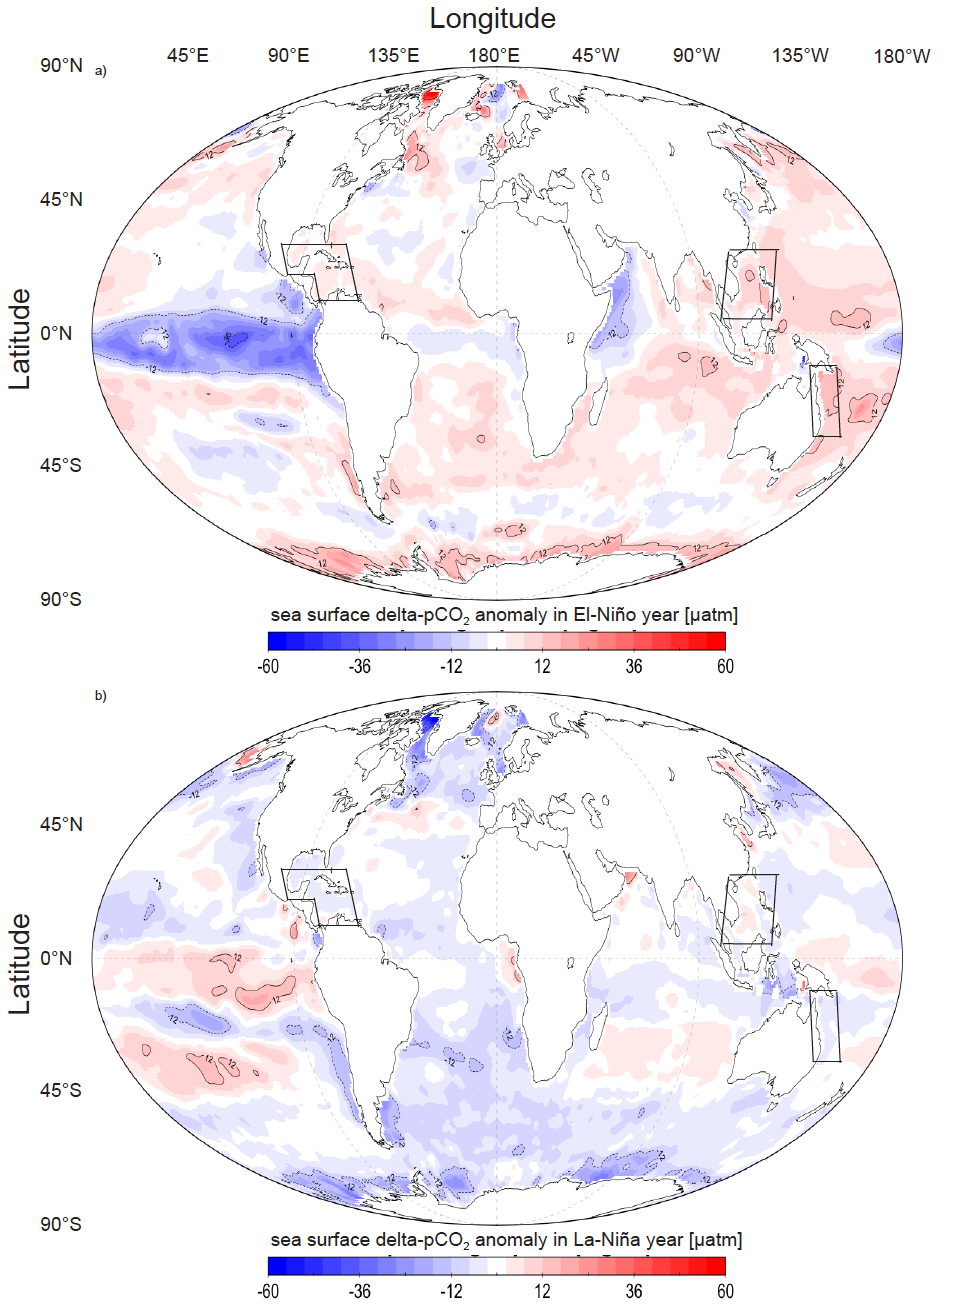 Longitude
45°E 90°E 135°E 180°E 45°W 90°W 135°W 180°W
90°N a)
45°N
Latitude
0°N
45°S
90°S
sea surface delta-pCO₂ anomaly in El-Niño year [µatm]
-60 -36 -12 12 36 60
b)
45°N
Latitude
0°N
45°S
90°S
sea surface delta-pCO₂ anomaly in La-Niña year [µatm]
-60 -36 -12 12 36 60